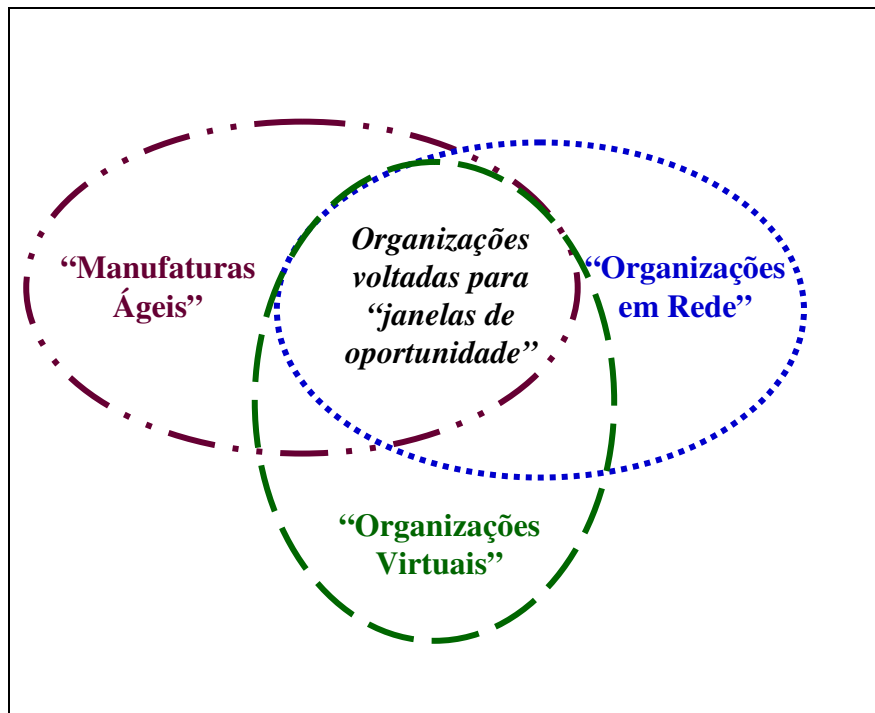 Organizações
voltadas para
“janelas de
oportunidade”
“Manufaturas
Ágeis”
“Organizações
em Rede”
“Organizações
Virtuais”